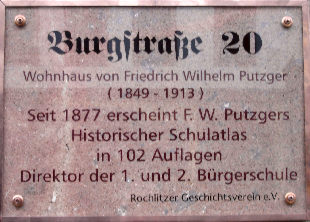 Burgstraße 20
Wohnhaus von Friedrich Wilhelm Putzger
( 1849 - 1913 )
Seit 1877 erscheint F. W. Putzgers
Historischer Schulatlas
in 102 Auflagen
Direktor der 1. und 2. Bürgerschule
Rochlitzer Geschichtsverein e.V.